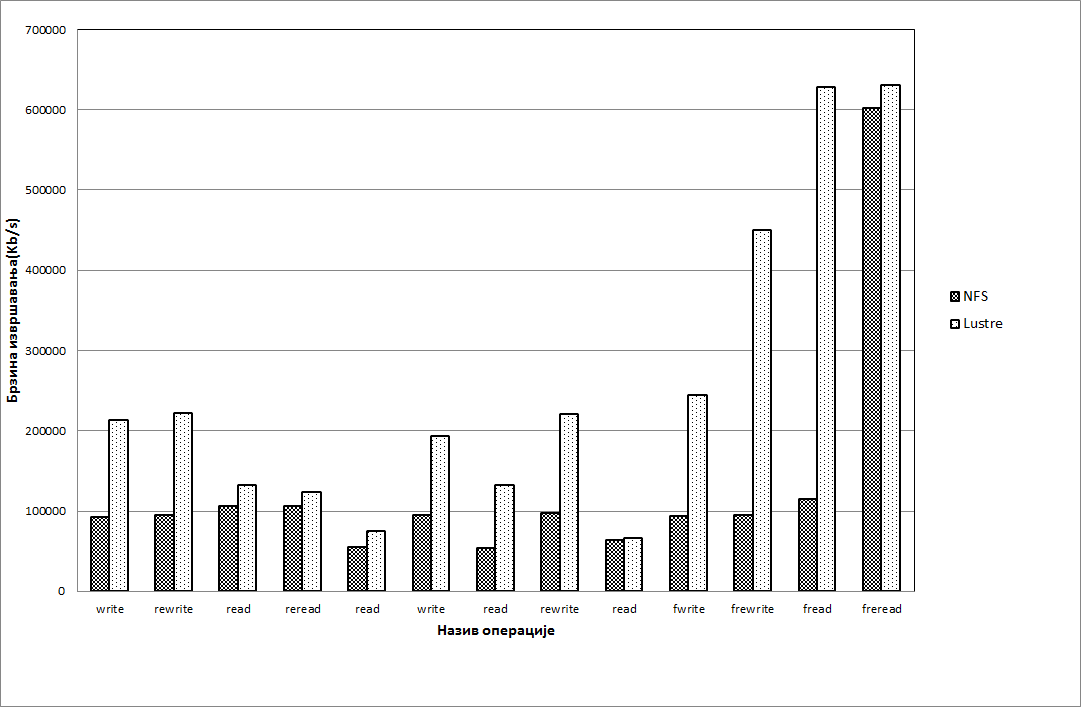 700000
600000
500000
400000
300000
200000
100000
0
Брзина извршавања(Kb/s)
write rewrite read reread read write read rewrite read fwrite frewrite fread freread
Назив операције
NFS
Lustre